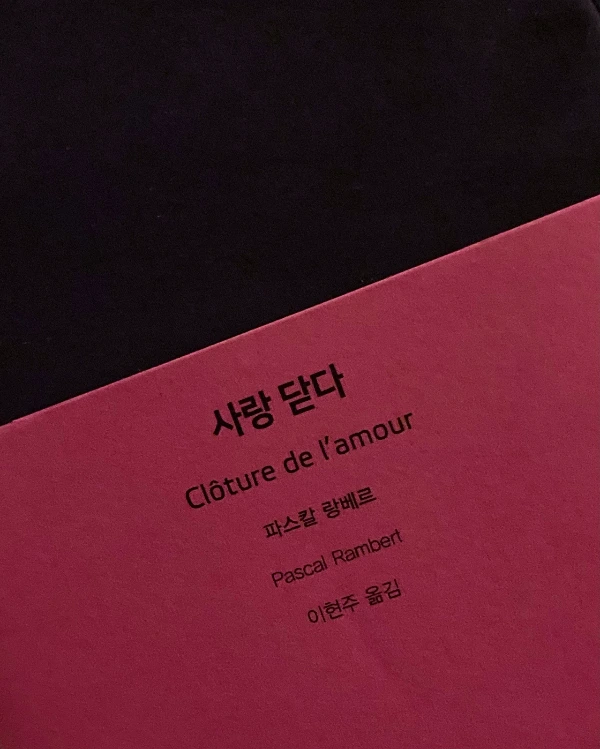 사랑 닫다
Clôture de l'amour
파스칼 랑베르
Pascal Rambert
이현주 옮김